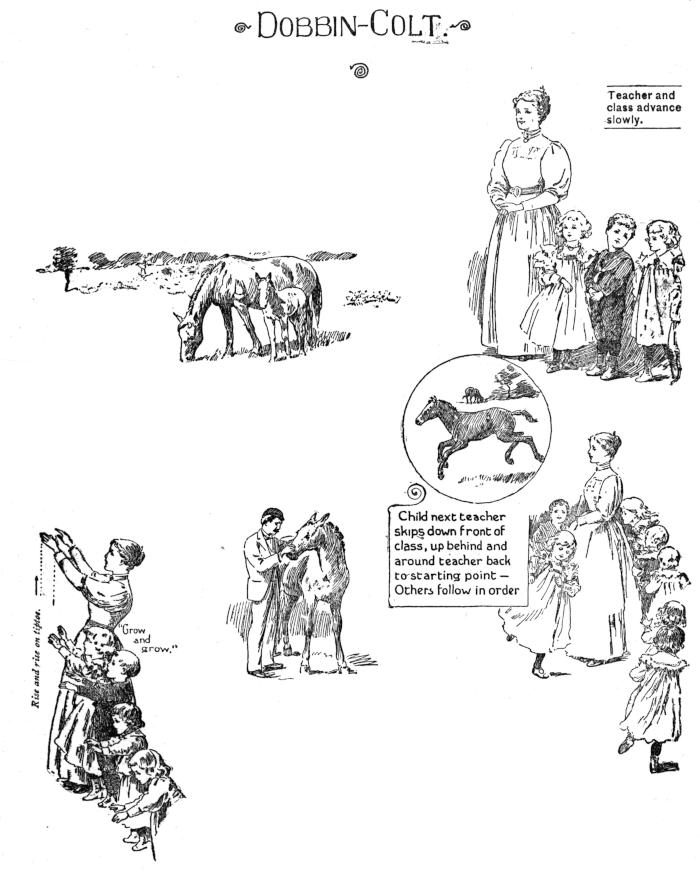 DOBBIN-COLT.
Teacher and
class advance
slowly.
Child next teacher
skips down front of
class, up behind and
around teacher back
to starting point —
Others follow in order
Rise and rise on tiptoe.
"Grow
and
grow."